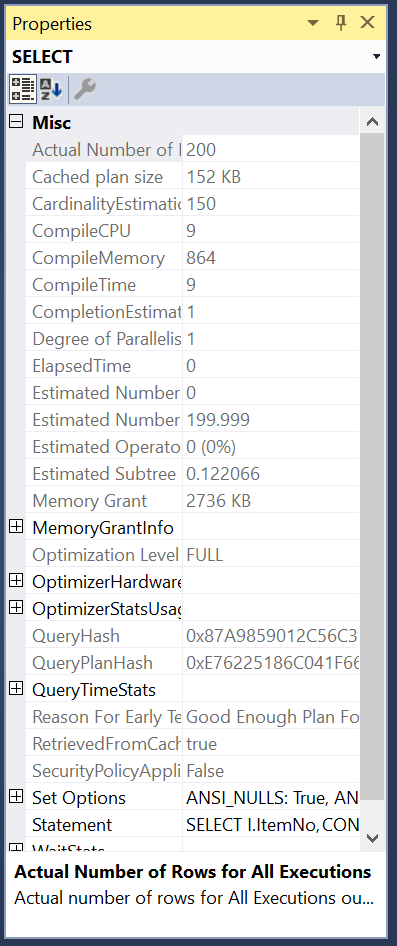 Properties
SELECT
Misc
Actual Number of 200
Cached plan size 152 KB
CardinalityEstimatic 150
CompileCPU 9
CompileMemory 864
CompileTime 9
CompletionEstimat 1
Degree of Parallelis 1
ElapsedTime 0
Estimated Number 0
Estimated Number 199.999
Estimated Operato 0 (0%)
Estimated Subtree 0.122066
Memory Grant 2736 KB
MemoryGrantInfo
Optimization Level FULL
OptimizerHardware
OptimizerStatsUsag
QueryHash 0x87A9859012C56C3
QueryPlanHash 0xE76225186C041F66
QueryTimeStats
Reason For Early Te Good Enough Plan Fo
RetrievedFromCach true
SecurityPolicyAppli False
Set Options ANSI_NULLS: True, AN
Statement SELECT I.ItemNo,CON
WaitStats
Actual Number of Rows for All Executions
Actual number of rows for All Executions ou...